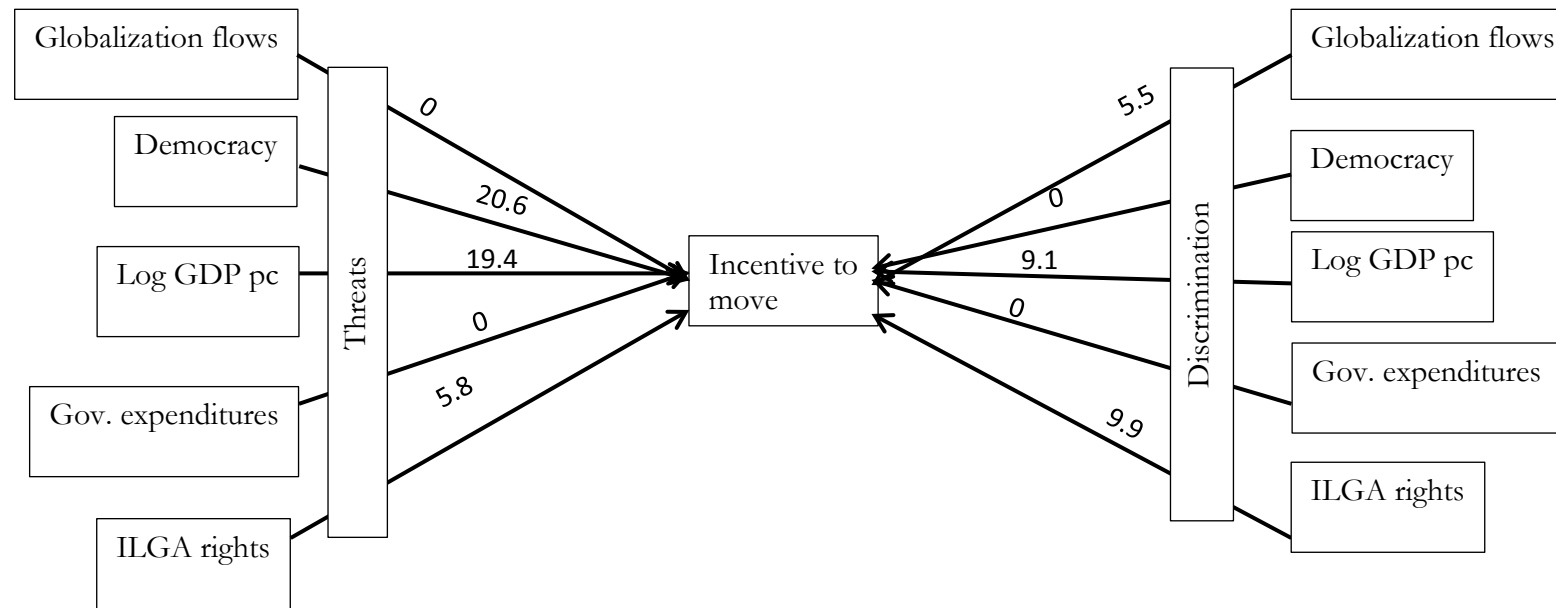 Globalization flows
Democracy
Log GDP pc
Gov. expenditures
ILGA rights
Threats
0
20.6
19.4
0
5.8
Incentive to
move
5.5
0
9.1
0
9.9
Discrimination
Globalization flows
Democracy
Log GDP pc
Gov. expenditures
ILGA rights